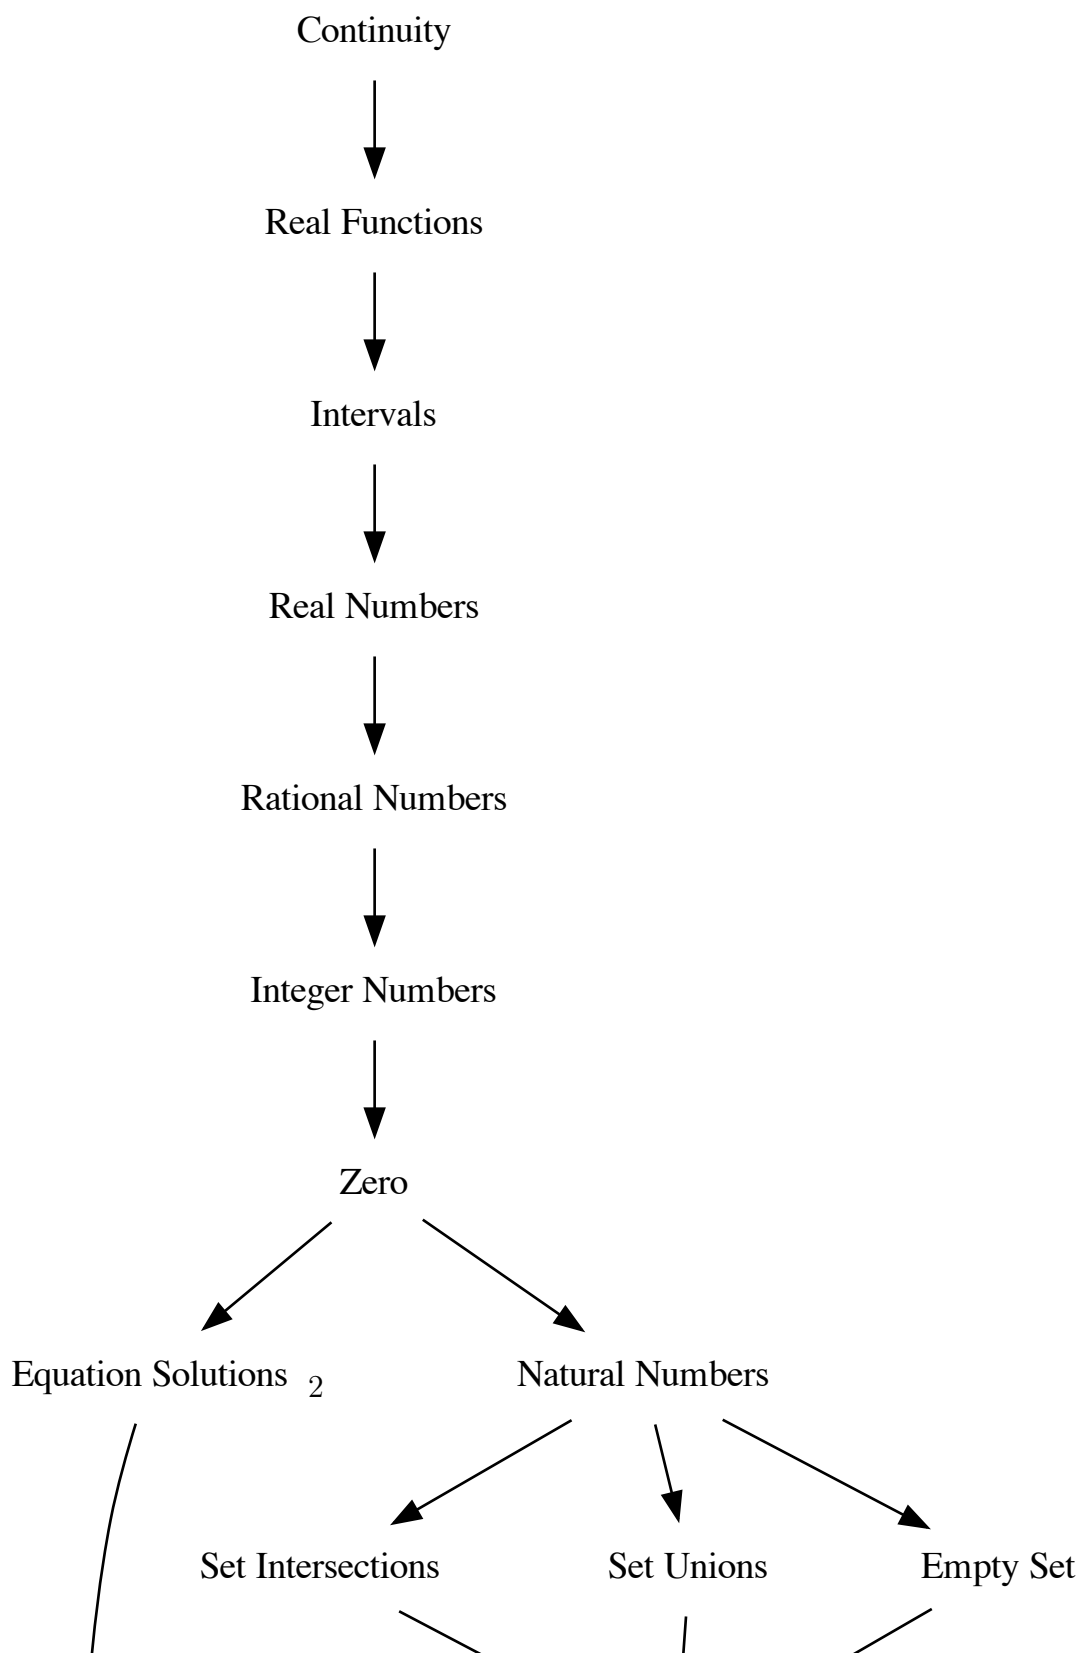 Continuity
Real Functions
Intervals
Real Numbers
Rational Numbers
Integer Numbers
Zero
Equation Solutions 2 Natural Numbers
Set Intersections Set Unions Empty Set